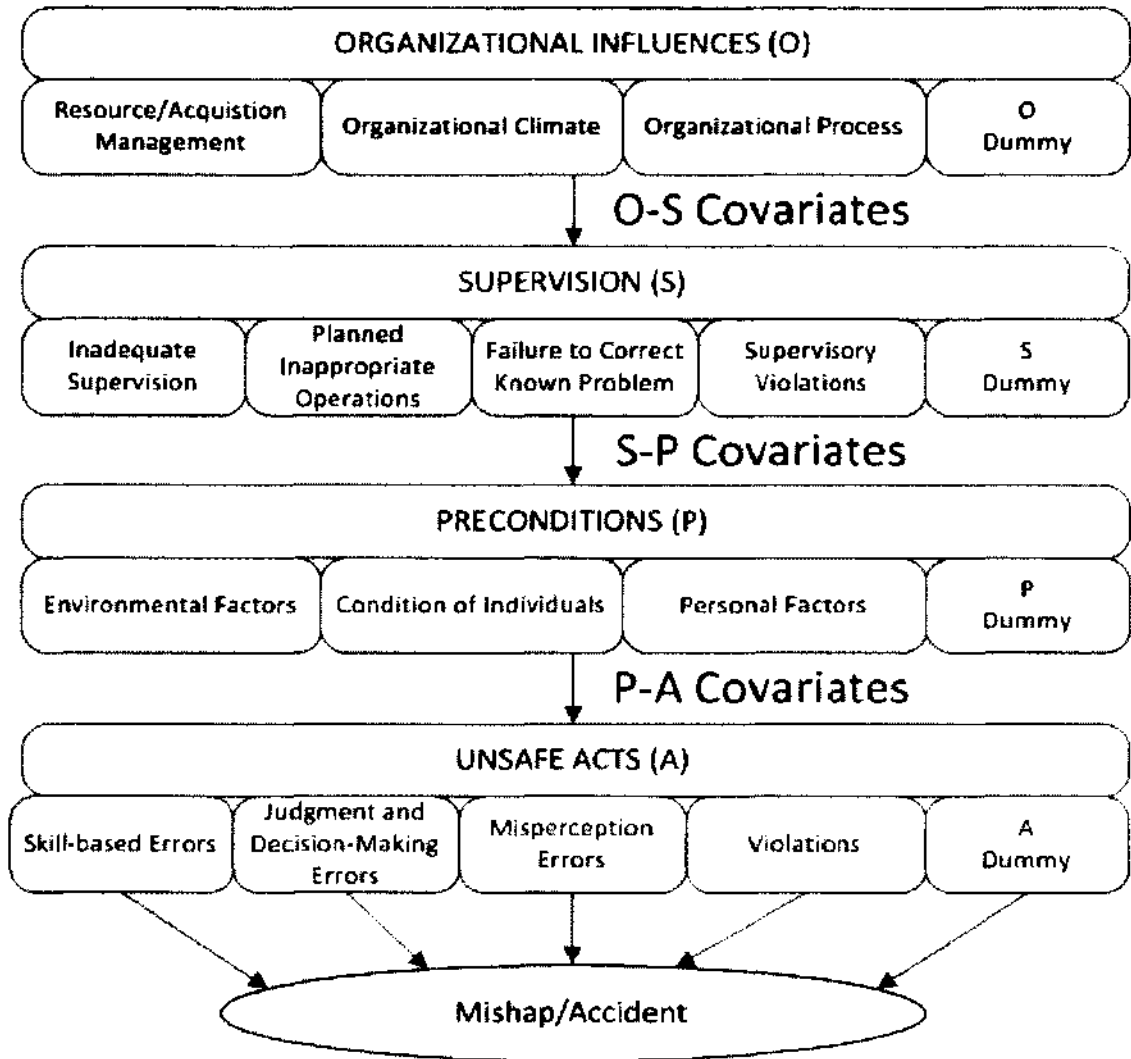 ORGANIZATIONAL INFLUENCES (O)
Resource/Acquistion
Management
Organizational Climate
Organizational Process
O
Dummy
O-S Covariates
SUPERVISION (S)
Inadequate
Supervision
Planned
Inappropriate
Operations
Failure to Correct
Known Problem
Supervisory
Violations
S
Dummy
S-P Covariates
PRECONDITIONS (P)
Environmental Factors
Condition of Individuals
Personal Factors
P
Dummy
P-A Covariates
UNSAFE ACTS (A)
Skill-based Errors
Judgment and
Decision-Making
Errors
Misperception
Errors
Violations
A
Dummy
Mishap/Accident